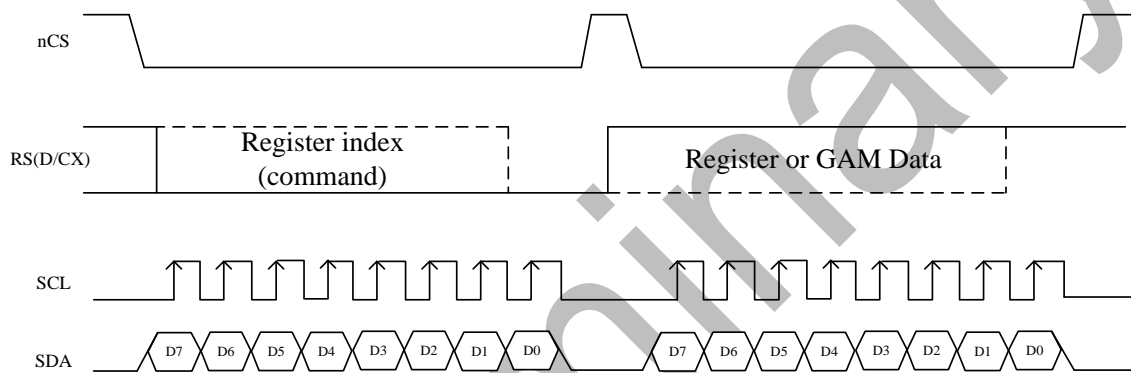 nCS
RS(D/CX)
Register index
(command)
Register or GAM Data
SCL
SDA
D7 D6 D5 D4 D3 D2 D1 D0 D7 D6 D5 D4 D3 D2 D1 D0
minary